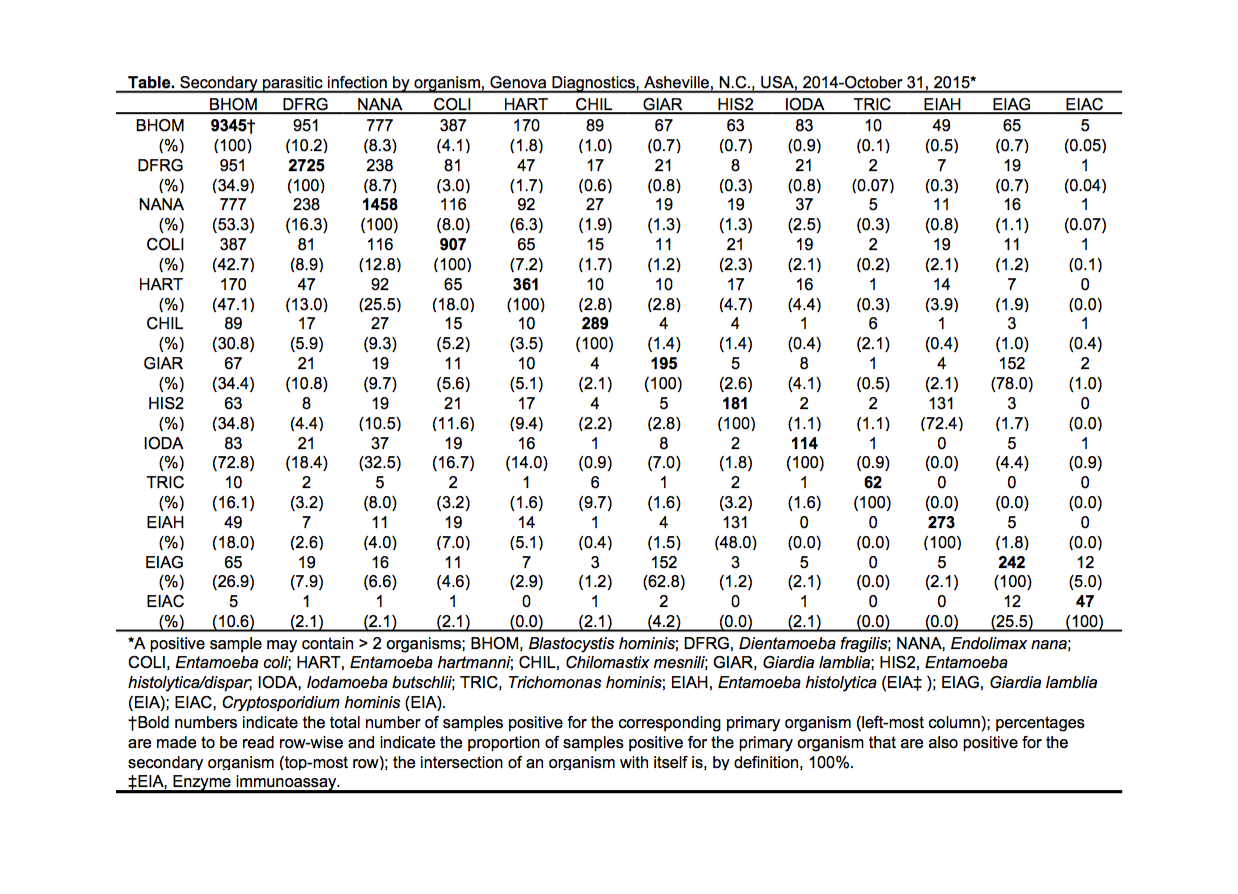 Table. Secondary parasitic infection by organism, Genova Diagnostics, Asheville, N.C., USA, 2014-October 31, 2015*
BHOM DFRG NANA COLI HART CHIL GIAR HIS2 IODA TRIC EIAH EIAG EIAC
BHOM 9345† 951 777 387 170 89 67 63 83 10 49 65 5
(%) (100) (10.2) (8.3) (4.1) (1.8) (1.0) (0.7) (0.7) (0.9) (0.1) (0.5) (0.7) (0.05)
DFRG 951 2725 238 81 47 17 21 8 21 2 7 19 1
(%) (34.9) (100) (8.7) (3.0) (1.7) (0.6) (0.8) (0.3) (0.8) (0.07) (0.3) (0.7) (0.04)
NANA 777 238 1458 116 92 27 19 19 37 5 11 16 1
(%) (53.3) (16.3) (100) (8.0) (6.3) (1.9) (1.3) (1.3) (2.5) (0.3) (0.8) (1.1) (0.07)
COLI 387 81 116 907 65 15 11 21 19 2 19 11 1
(%) (42.7) (8.9) (12.8) (100) (7.2) (1.7) (1.2) (2.3) (2.1) (0.2) (2.1) (1.2) (0.1)
HART 170 47 92 65 361 10 10 17 16 1 14 7 0
(%) (47.1) (13.0) (25.5) (18.0) (100) (2.8) (2.8) (4.7) (4.4) (0.3) (3.9) (1.9) (0.0)
CHIL 89 17 27 15 10 289 4 4 1 6 1 3 1
(%) (30.8) (5.9) (9.3) (5.2) (3.5) (100) (1.4) (1.4) (0.4) (2.1) (0.4) (1.0) (0.4)
GIAR 67 21 19 11 10 4 195 5 8 1 4 152 2
(%) (34.4) (10.8) (9.7) (5.6) (5.1) (2.1) (100) (2.6) (4.1) (0.5) (2.1) (78.0) (1.0)
HIS2 63 8 19 21 17 4 5 181 2 2 131 3 0
(%) (34.8) (4.4) (10.5) (11.6) (9.4) (2.2) (2.8) (100) (1.1) (1.1) (72.4) (1.7) (0.0)
IODA 83 21 37 19 16 1 8 2 114 1 0 5 1
(%) (72.8) (18.4) (32.5) (16.7) (14.0) (0.9) (7.0) (1.8) (100) (0.9) (0.0) (4.4) (0.9)
TRIC 10 2 5 2 1 6 1 2 1 62 0 0 0
(%) (16.1) (3.2) (8.0) (3.2) (1.6) (9.7) (1.6) (3.2) (1.6) (100) (0.0) (0.0) (0.0)
EIAH 49 7 11 19 14 1 4 131 0 0 273 5 0
(%) (18.0) (2.6) (4.0) (7.0) (5.1) (0.4) (1.5) (48.0) (0.0) (0.0) (100) (1.8) (0.0)
EIAG 65 19 16 11 7 3 152 3 5 0 5 242 12
(%) (26.9) (7.9) (6.6) (4.6) (2.9) (1.2) (62.8) (1.2) (2.1) (0.0) (2.1) (100) (5.0)
EIAC 5 1 1 1 0 1 2 0 1 0 0 12 47
(%) (10.6) (2.1) (2.1) (2.1) (0.0) (2.1) (4.2) (0.0) (2.1) (0.0) (0.0) (25.5) (100)
*A positive sample may contain > 2 organisms; BHOM, Blastocystis hominis; DFRG, Dientamoeba fragilis; NANA, Endolimax nana;
COLI, Entamoeba coli; HART, Entamoeba hartmanni; CHIL, Chilomastix mesnili; GIAR, Giardia lamblia; HIS2, Entamoeba
histolytica/dispar; IODA, Iodamoeba butschlii; TRIC, Trichomonas hominis; EIAH, Entamoeba histolytica (EIA‡ ); EIAG, Giardia lamblia
(EIA); EIAC, Cryptosporidium hominis (EIA).
†Bold numbers indicate the total number of samples positive for the corresponding primary organism (left-most column); percentages
are made to be read row-wise and indicate the proportion of samples positive for the primary organism that are also positive for the
secondary organism (top-most row); the intersection of an organism with itself is, by definition, 100%.
‡EIA, Enzyme immunoassay.